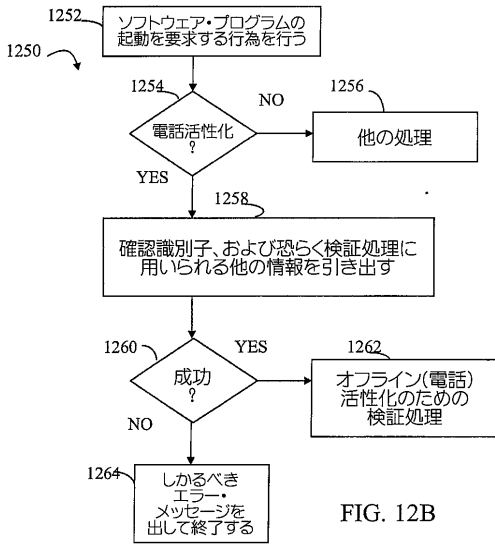 1252
ソフトウェア・プログラムの
起動を要求する行為を行う
1250
1254
電話活性化
?
NO
1256
他の処理
YES
1258
確認識別子、および恐らく検証処理に
用いられる他の情報を引き出す
1260
成功
?
YES
1262
オフライン(電話)
活性化のための
検証処理
NO
1264
しかるべき
エラー・
メッセージを
出して終了する
FIG. 12B